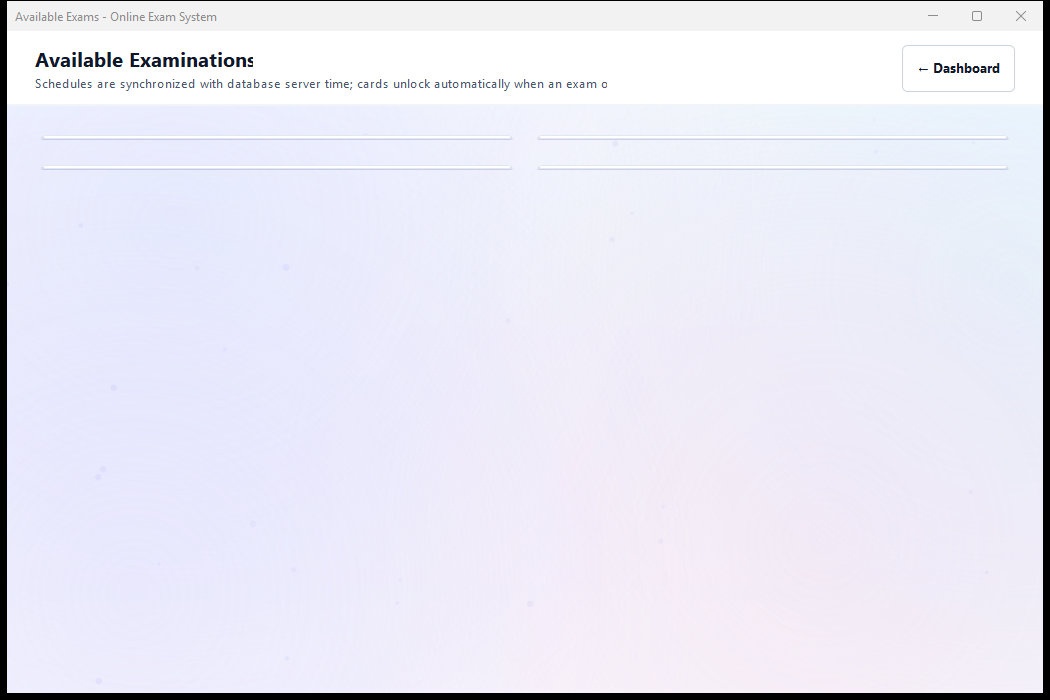 Available Exams - Online Exam System
Available Examinations
Schedules are synchronized with database server time; cards unlock automatically when an exam o
← Dashboard